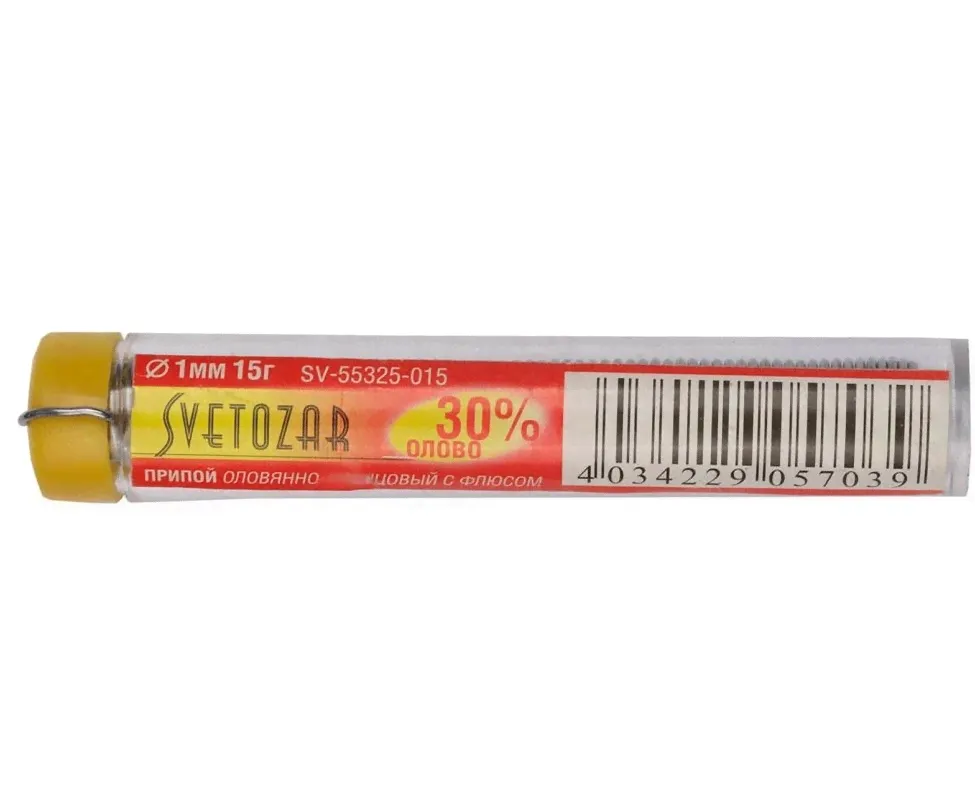 ⌀ 1мм 15г SV-55325-015
SVETOZAR
30%
ОЛОВО
ПРИПОЙ ОЛОВЯННО ЦОВЫЙ С ФЛЮСОМ
4 034229 057039